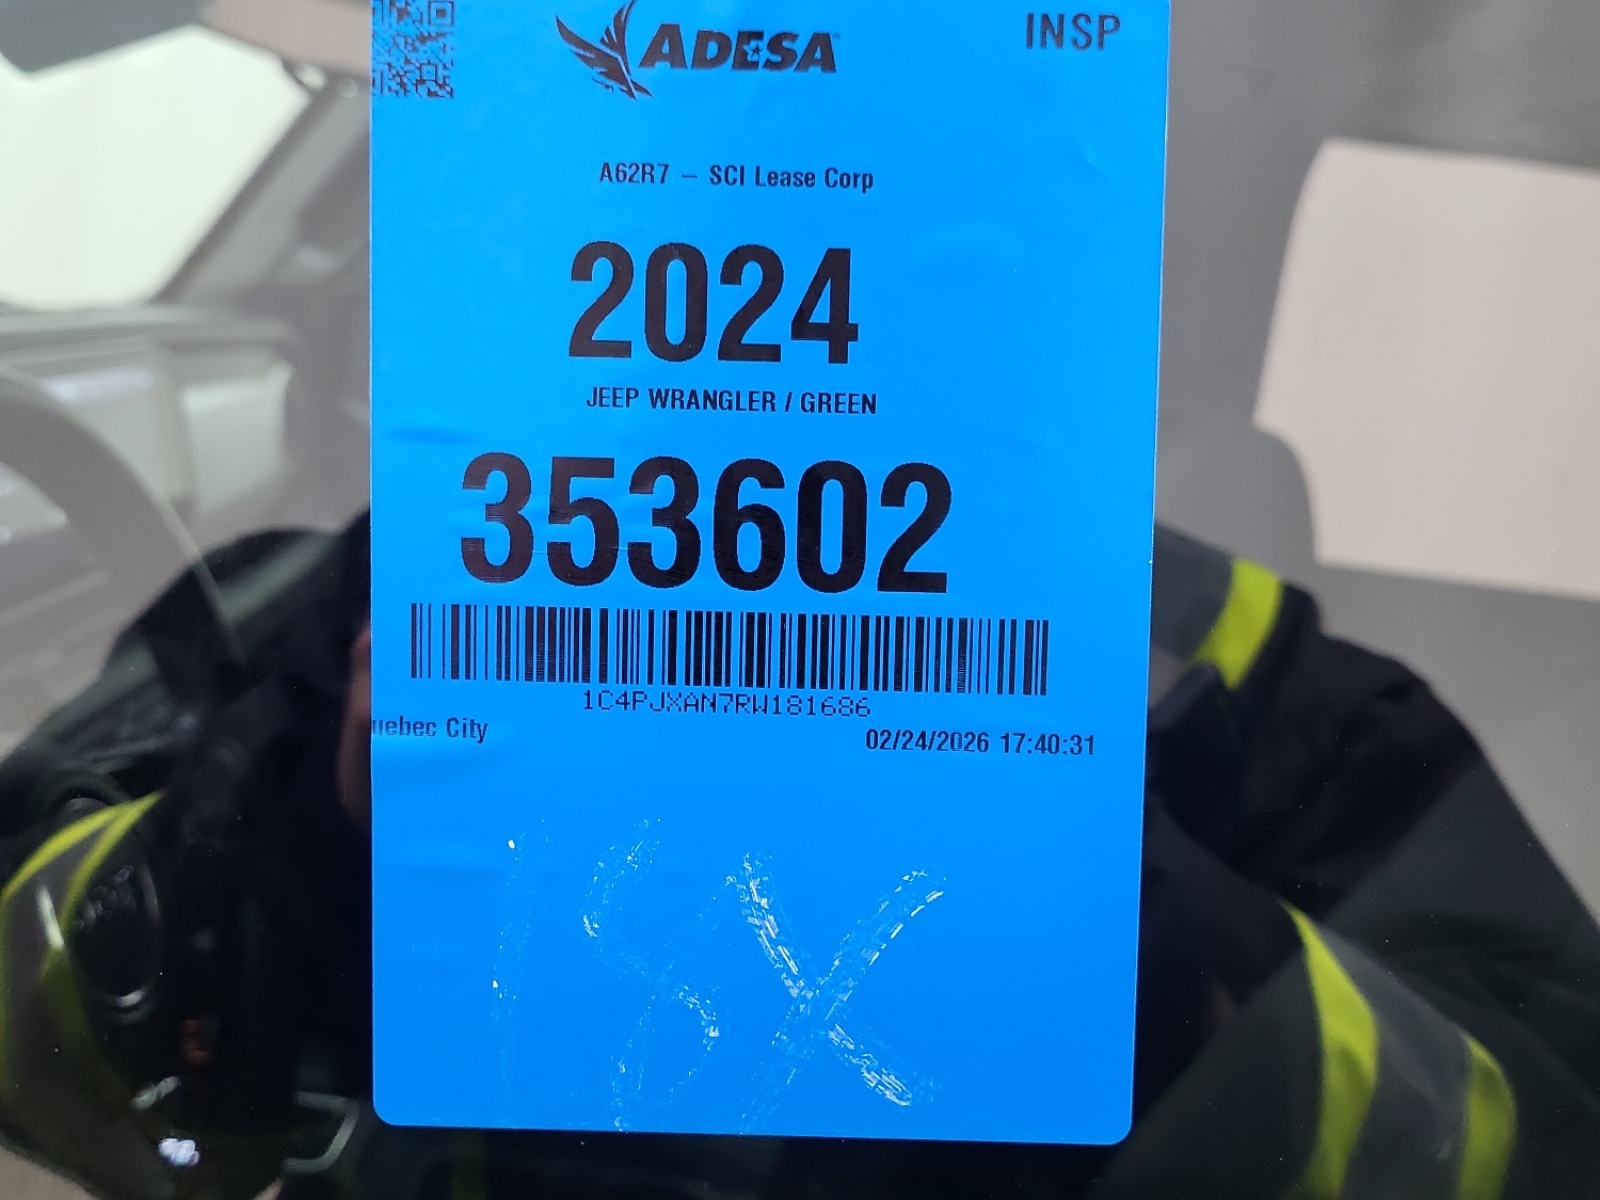 ADESA
INSP
A62R7 – SCI Lease Corp
2024
JEEP WRANGLER / GREEN
353602
1C4PJXAN7RW181686
uebec City
02/24/2026 17:40:31